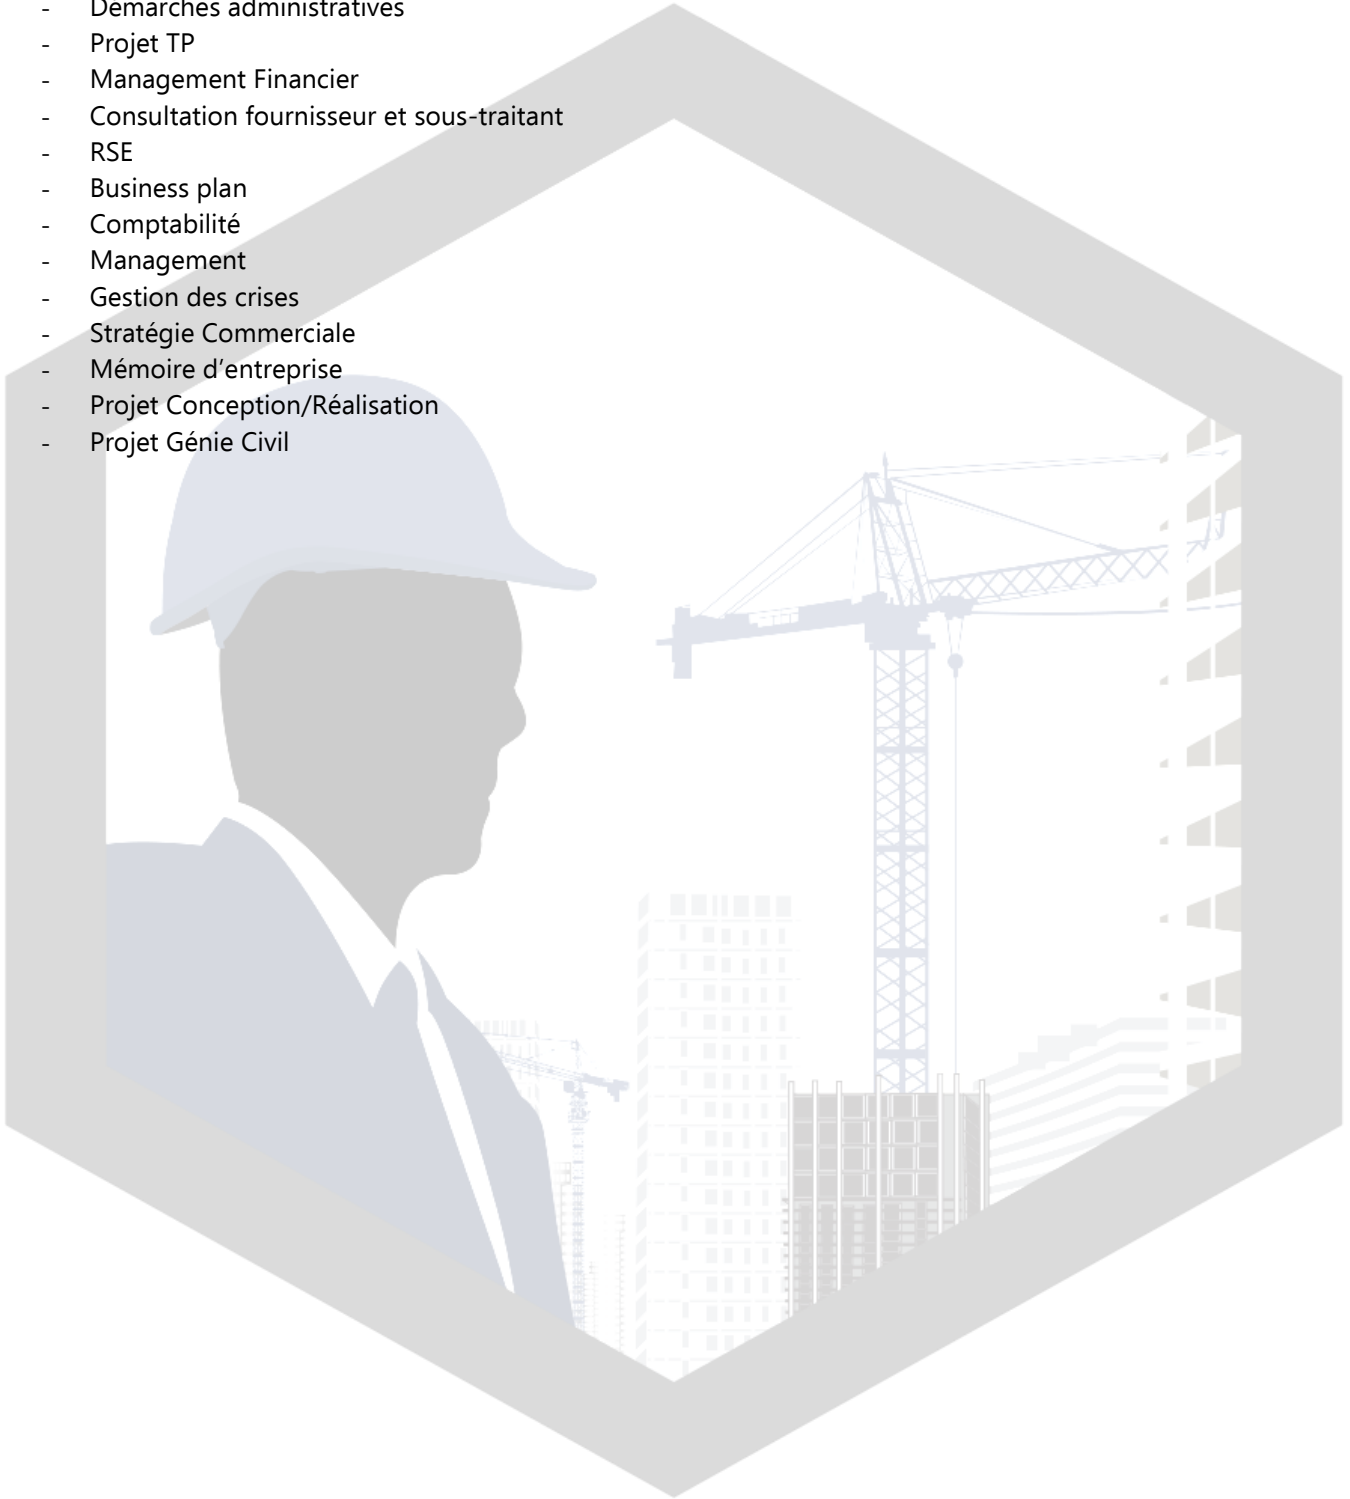 - Démarches administratives
- Projet TP
- Management Financier
- Consultation fournisseur et sous-traitant
- RSE
- Business plan
- Comptabilité
- Management
- Gestion des crises
- Stratégie Commerciale
- Mémoire d’entreprise
- Projet Conception/Réalisation
- Projet Génie Civil